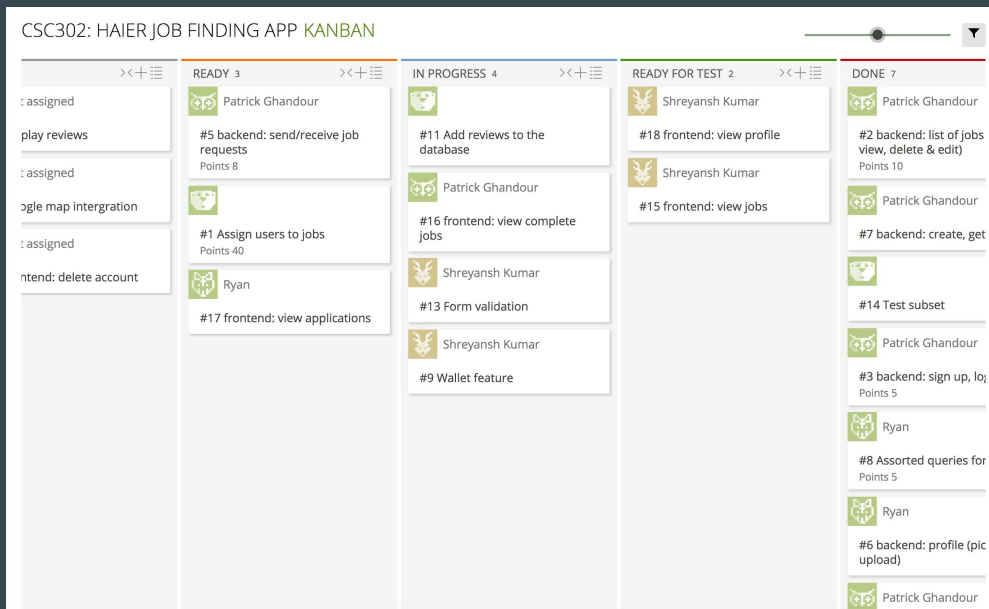 CSC302: HAIER JOB FINDING APP KANBAN
t assigned
play reviews
t assigned
ogle map intergration
t assigned
ntend: delete account
READY 3
Patrick Ghandour
#5 backend: send/receive job
requests
Points 8
#1 Assign users to jobs
Points 40
Ryan
#17 frontend: view applications
IN PROGRESS 4
#11 Add reviews to the
database
Patrick Ghandour
#16 frontend: view complete
jobs
Shreyansh Kumar
#13 Form validation
Shreyansh Kumar
#9 Wallet feature
READY FOR TEST 2
Shreyansh Kumar
#18 frontend: view profile
Shreyansh Kumar
#15 frontend: view jobs
DONE 7
Patrick Ghandour
#2 backend: list of jobs
view, delete & edit)
Points 10
Patrick Ghandour
#7 backend: create, get
#14 Test subset
Patrick Ghandour
#3 backend: sign up, log
Points 5
Ryan
#8 Assorted queries for
Points 5
Ryan
#6 backend: profile (pic
upload)
Patrick Ghandour